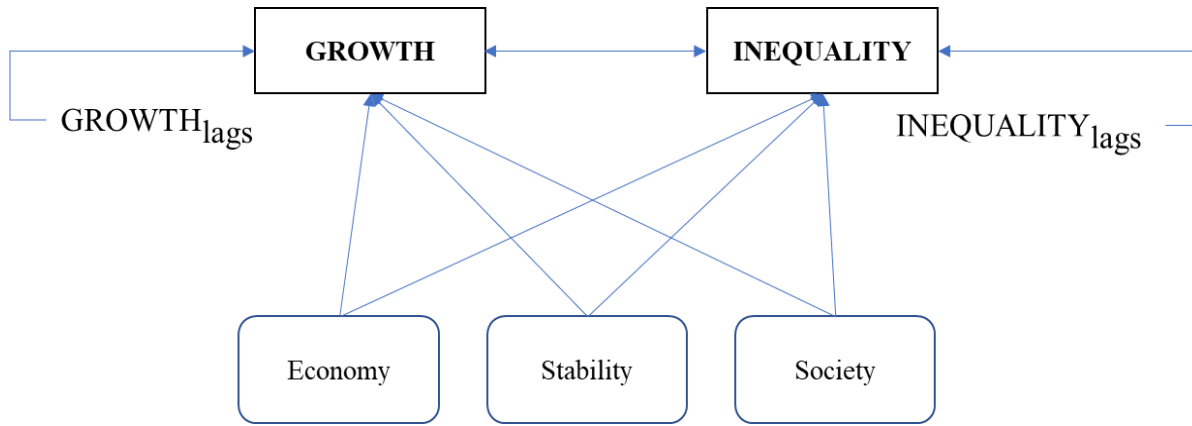 GROWTH
INEQUALITY
GROWTHlags
INEQUALITYlags
Economy
Stability
Society